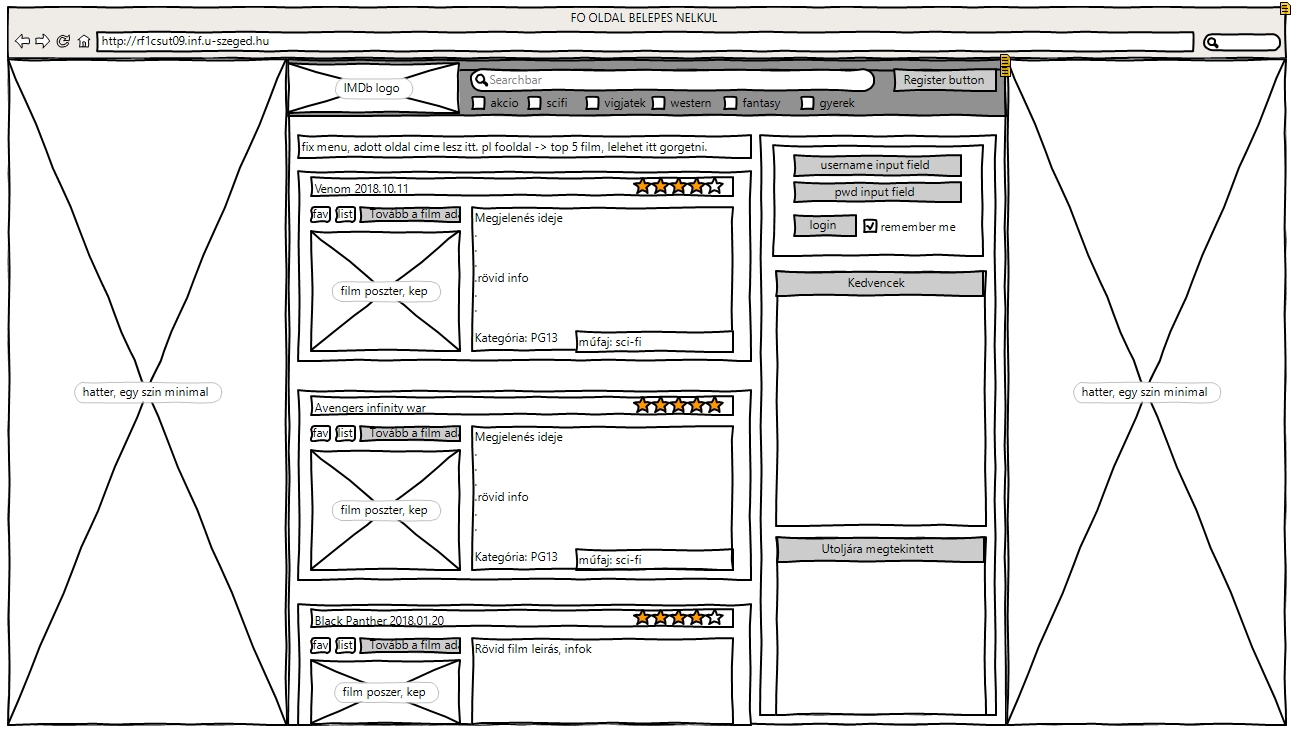 FO OLDAL BELEPES NELKUL
http://rf1csut09.inf.u-szeged.hu
IMDb logo
Searchbar
Register button
akcio scifi vigjatek western fantasy gyerek
fix menu, adott oldal cime lesz itt. pl fooldal -> top 5 film, lelehet itt gorgetni.
Venom 2018.10.11
fav list Tovább a film ad
film poszter, kep
Megjelenés ideje
.
.
.rövid info
.
.
Kategória: PG13
műfaj: sci-fi
Avengers infinity war
fav list Tovább a film ad
film poszter, kep
Megjelenés ideje
.
.
.rövid info
.
.
Kategória: PG13
műfaj: sci-fi
Black Panther 2018.01.20
fav list Tovább a film ad
film poszer, kep
Rövid film leirás, infok
username input field
pwd input field
login remember me
Kedvencek
Utoljára megtekintett
hatter, egy szin minimal
hatter, egy szin minimal